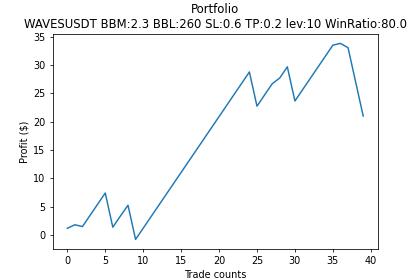 Portfolio
WAVESUSDT BBM:2.3 BBL:260 SL:0.6 TP:0.2 lev:10 WinRatio:80.0
35
30
25
20
15
10
5
0
Profit ($)
0 5 10 15 20 25 30 35 40
Trade counts